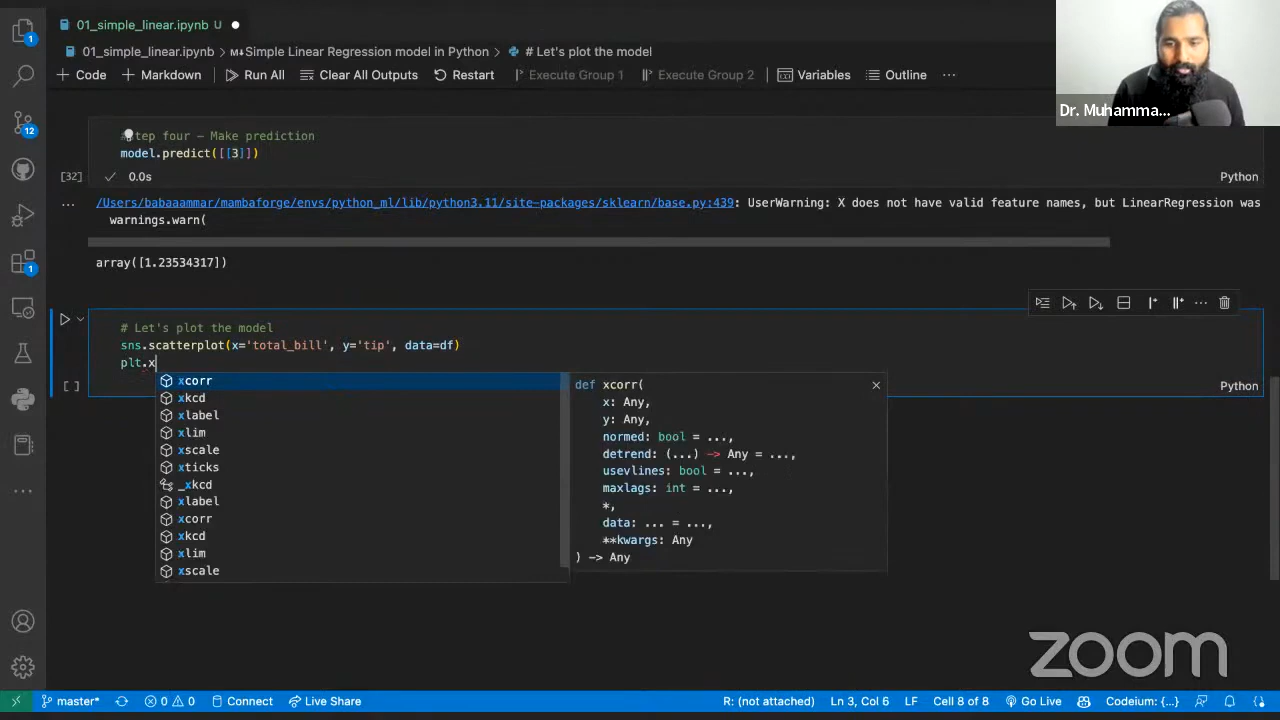 01_simple_linear.ipynb U
01_simple_linear.ipynb > M↓Simple Linear Regression model in Python > # Let's plot the model
+ Code + Markdown Run All Clear All Outputs Restart Execute Group 1 Execute Group 2 Variables Outline ...
Dr. Muhamma...
tep four – Make prediction
model.predict([[3]])
[32] 0.0s Python
... /Users/babaaammar/mambaforge/envs/python_ml/lib/python3.11/site-packages/sklearn/base.py:439: UserWarning: X does not have valid feature names, but LinearRegression was
warnings.warn(
array([1.23534317])
# Let's plot the model
sns.scatterplot(x='total_bill', y='tip', data=df)
plt.x
[ ] Python
xcorr
xkcd
xlabel
xlim
xscale
xticks
_xkcd
xlabel
xcorr
xkcd
xlim
xscale
def xcorr(
x: Any,
y: Any,
normed: bool = ...,
detrend: (...) -> Any = ...,
usevlines: bool = ...,
maxlags: int = ...,
*,
data: ... = ...,
**kwargs: Any
) -> Any
1
12
1
zoom
master* 0 0 Connect Live Share R: (not attached) Ln 3, Col 6 LF Cell 8 of 8 Go Live Codeium: {...}